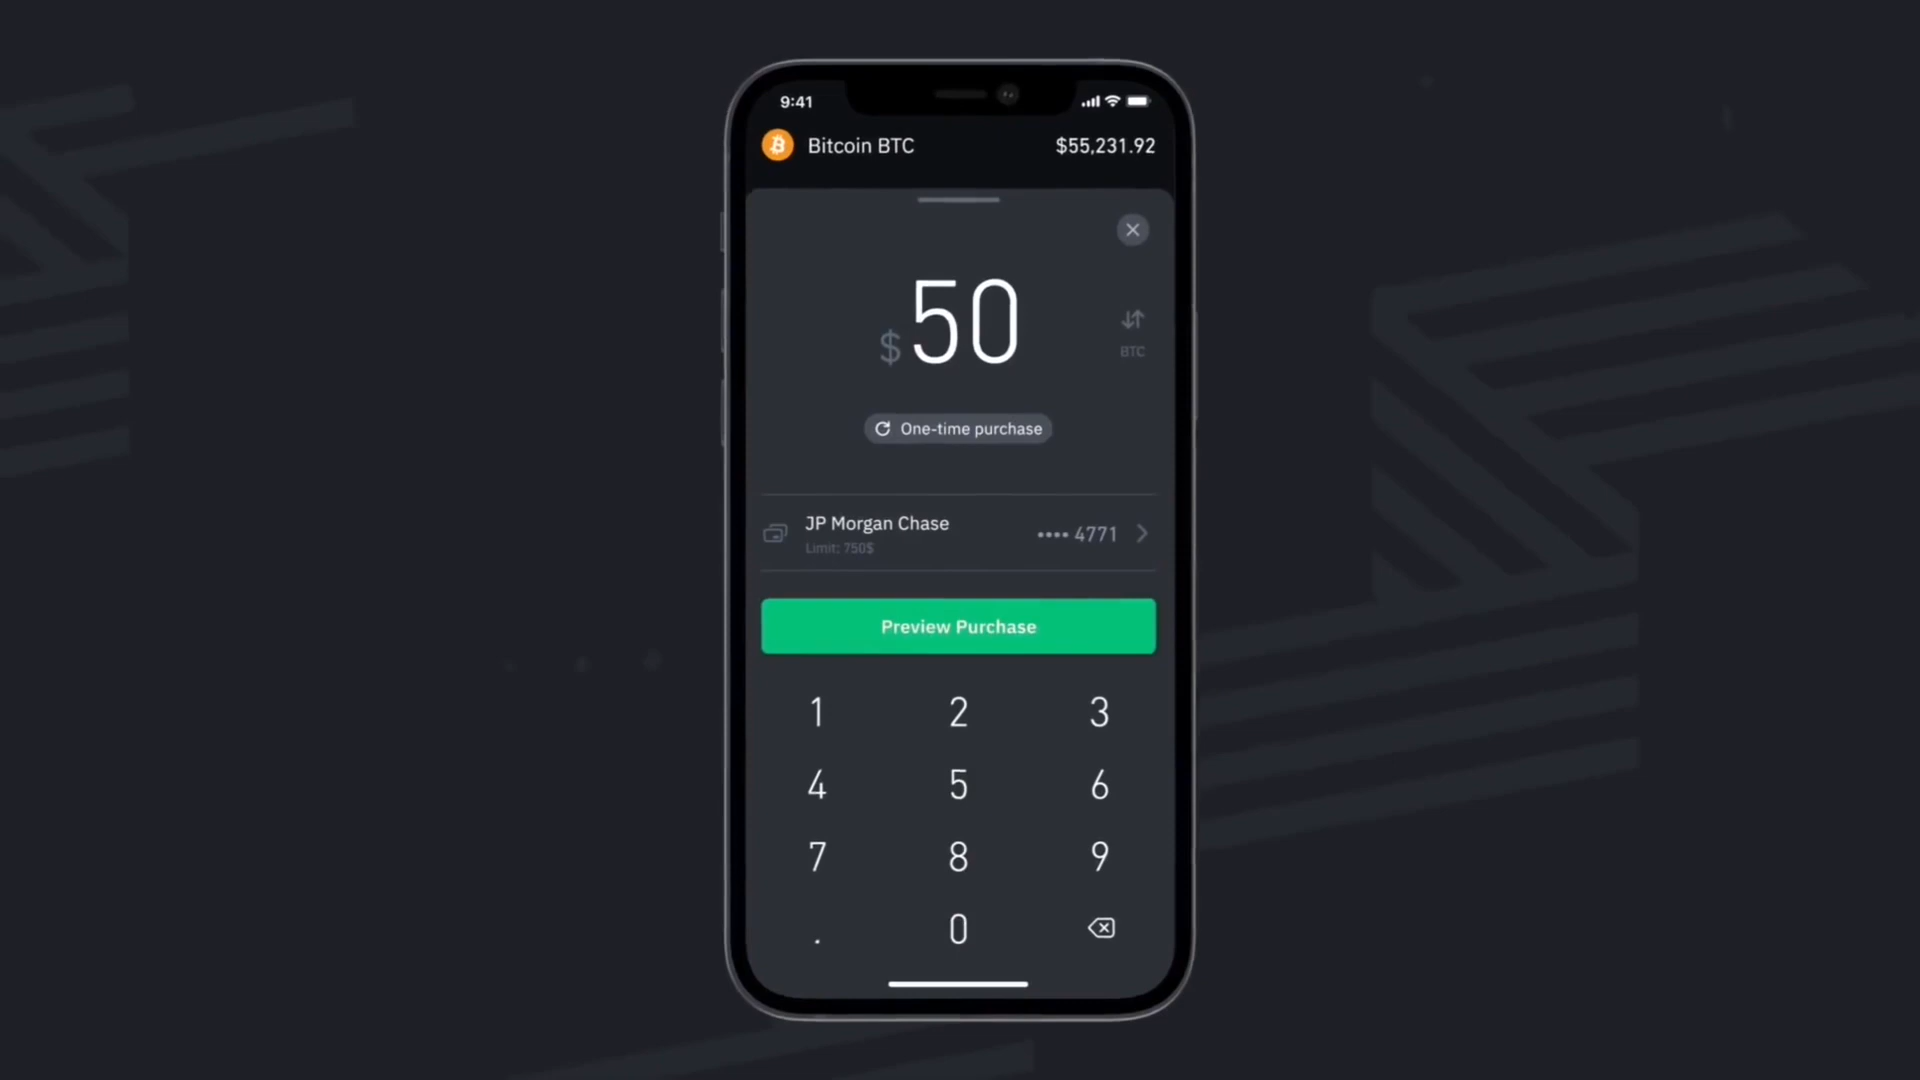 9:41
Bitcoin BTC $55,231.92
$50
BTC
One-time purchase
JP Morgan Chase
Limit: 750$
•••• 4771
Preview Purchase
1 2 3
4 5 6
7 8 9
. 0